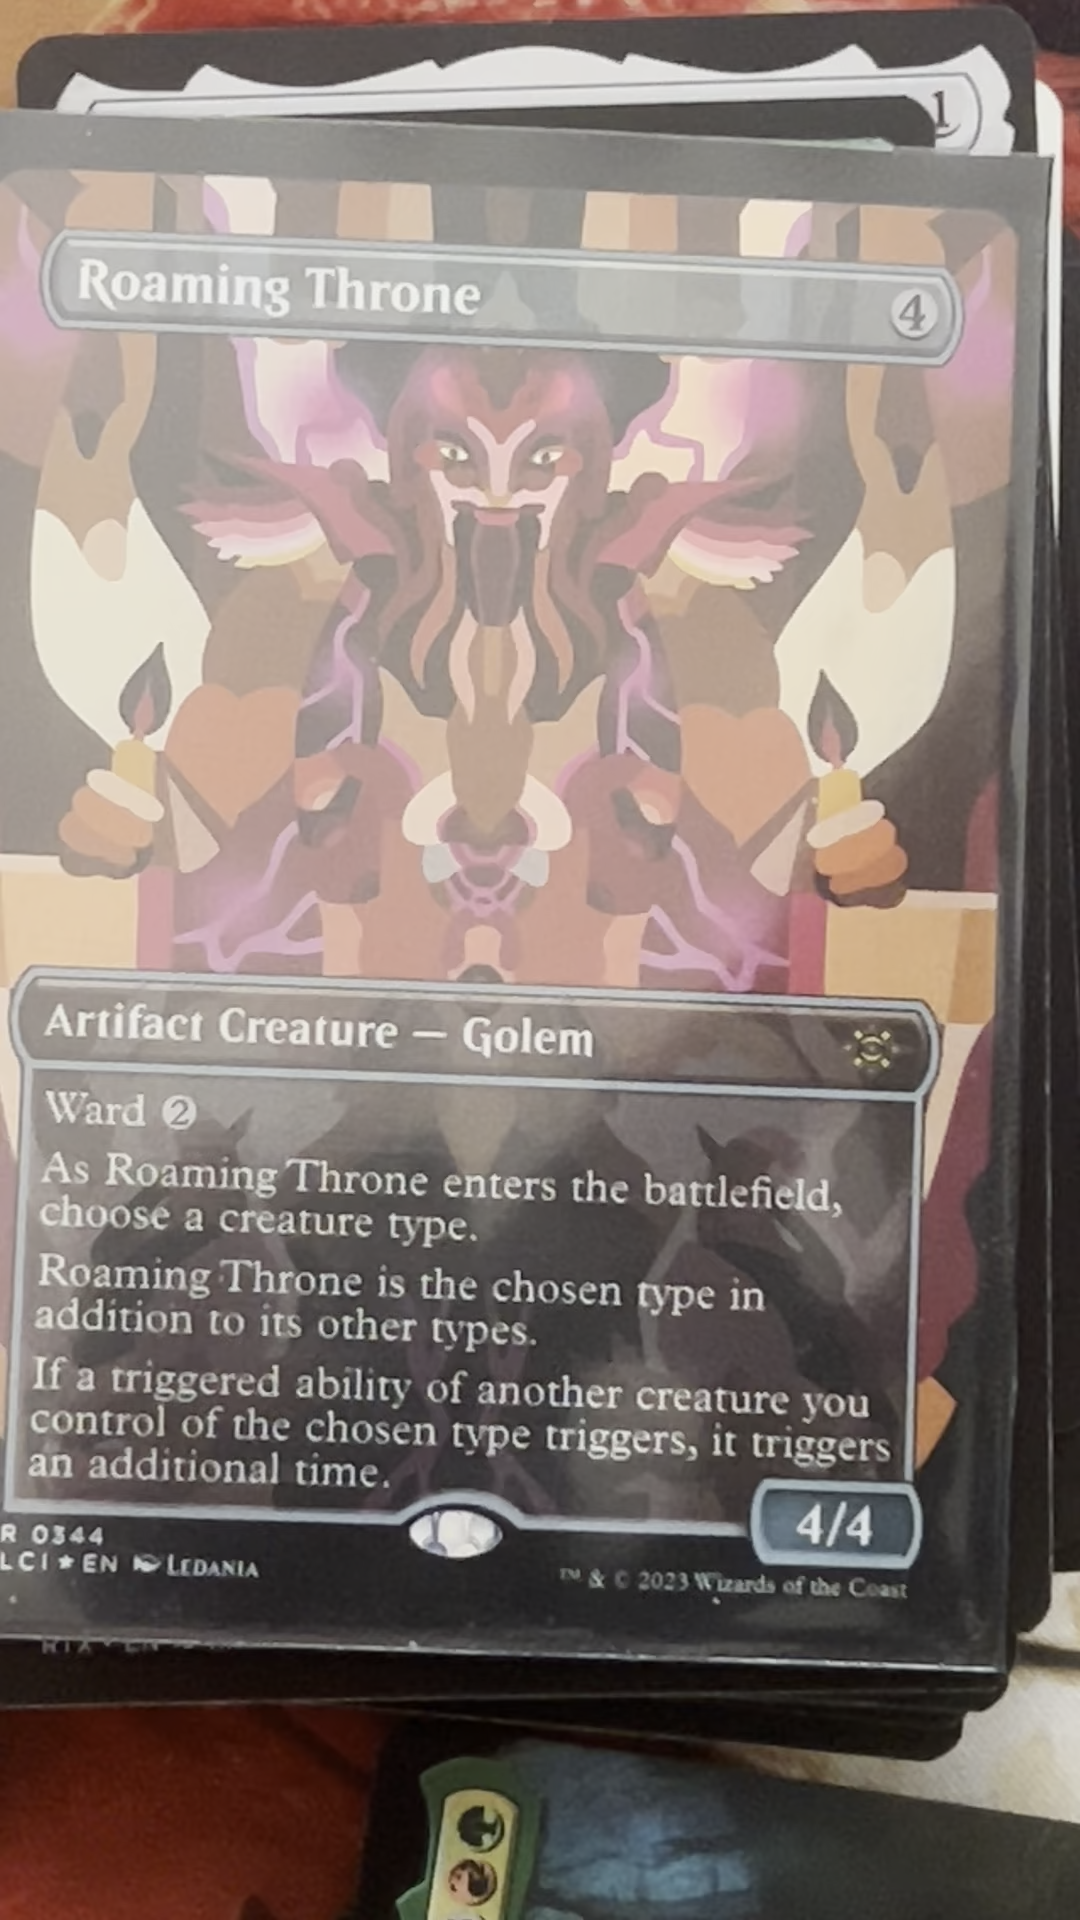 1
Roaming Throne 4
Artifact Creature — Golem
Ward 2
As Roaming Throne enters the battlefield,
choose a creature type.
Roaming Throne is the chosen type in
addition to its other types.
If a triggered ability of another creature you
control of the chosen type triggers, it triggers
an additional time.
4/4
R 0344
LCI★EN LEDANIA
™ & © 2023 Wizards of the Coast